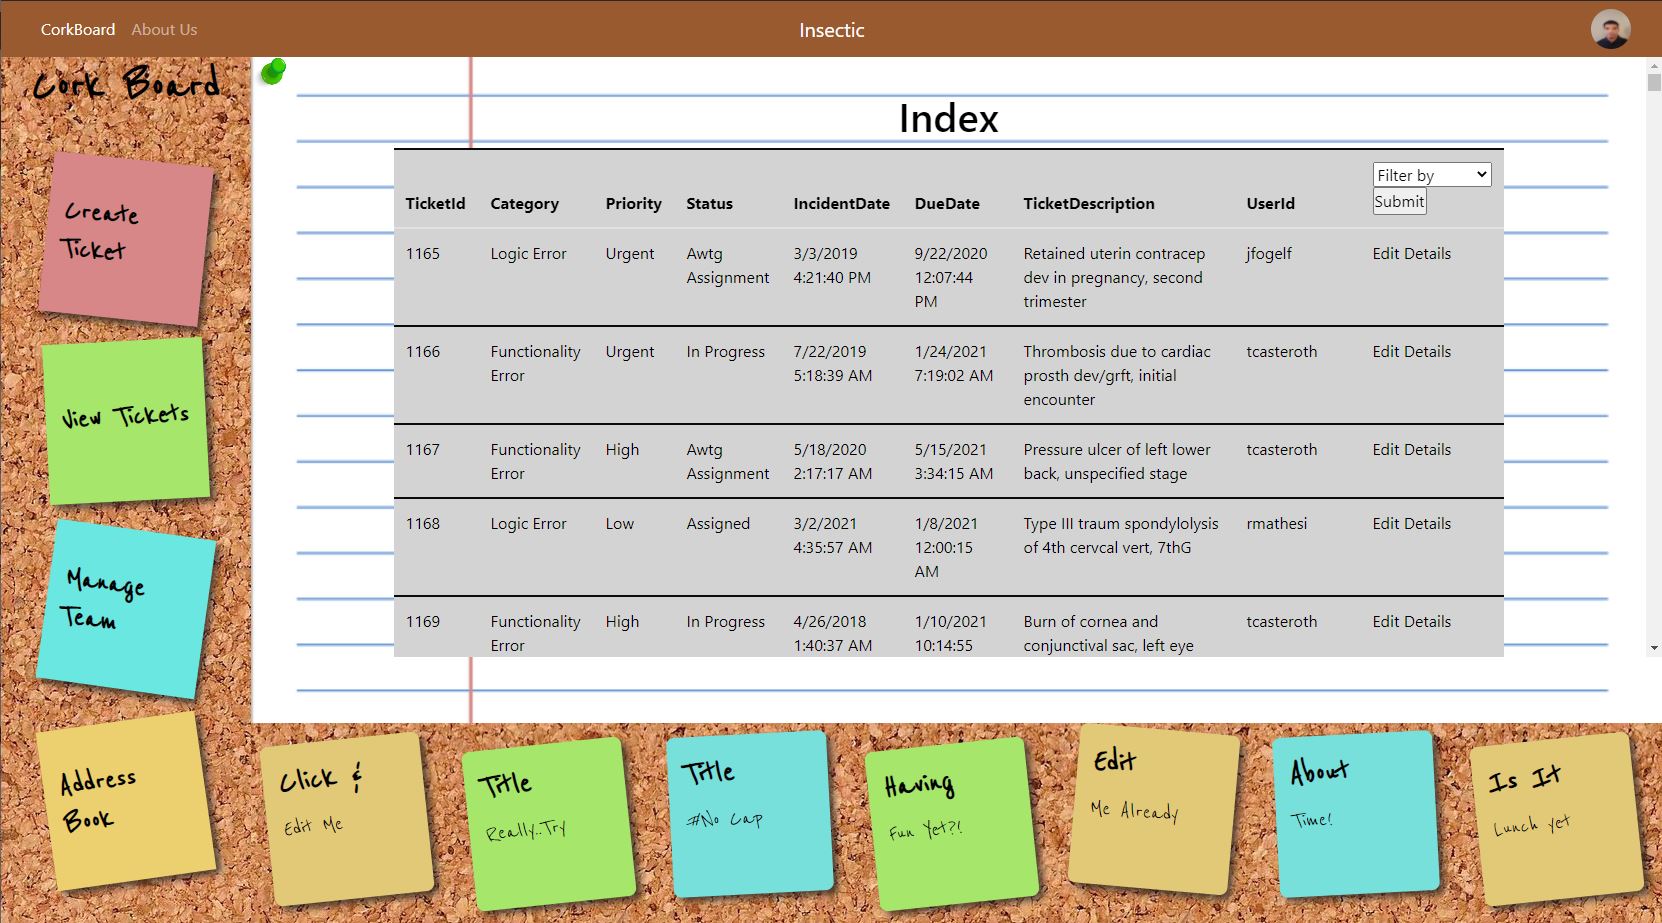 CorkBoard About Us Insectic
Cork Board
Create
Ticket
View Tickets
Manage
Team
Address
Book
Index
Filter by
Submit
TicketId Category Priority Status IncidentDate DueDate TicketDescription UserId
1165 Logic Error Urgent Awtg 3/3/2019 9/22/2020 Retained uterin contracep jfogelf Edit Details
Assignment 4:21:40 PM 12:07:44 dev in pregnancy, second
PM trimester
1166 Functionality Urgent In Progress 7/22/2019 1/24/2021 Thrombosis due to cardiac tcasteroth Edit Details
Error 5:18:39 AM 7:19:02 AM prosth dev/grft, initial
encounter
1167 Functionality High Awtg 5/18/2020 5/15/2021 Pressure ulcer of left lower tcasteroth Edit Details
Error Assignment 2:17:17 AM 3:34:15 AM back, unspecified stage
1168 Logic Error Low Assigned 3/2/2021 1/8/2021 Type III traum spondylolysis rmathesi Edit Details
4:35:57 AM 12:00:15 of 4th cervcal vert, 7thG
AM
1169 Functionality High In Progress 4/26/2018 1/10/2021 Burn of cornea and tcasteroth Edit Details
Error 1:40:37 AM 10:14:55 conjunctival sac, left eye
Click &
Edit Me
Title
Really..Try
Title
#No Cap
Having
Fun Yet?!
Edit
Me Already
About
Time!
Is It
Lunch yet